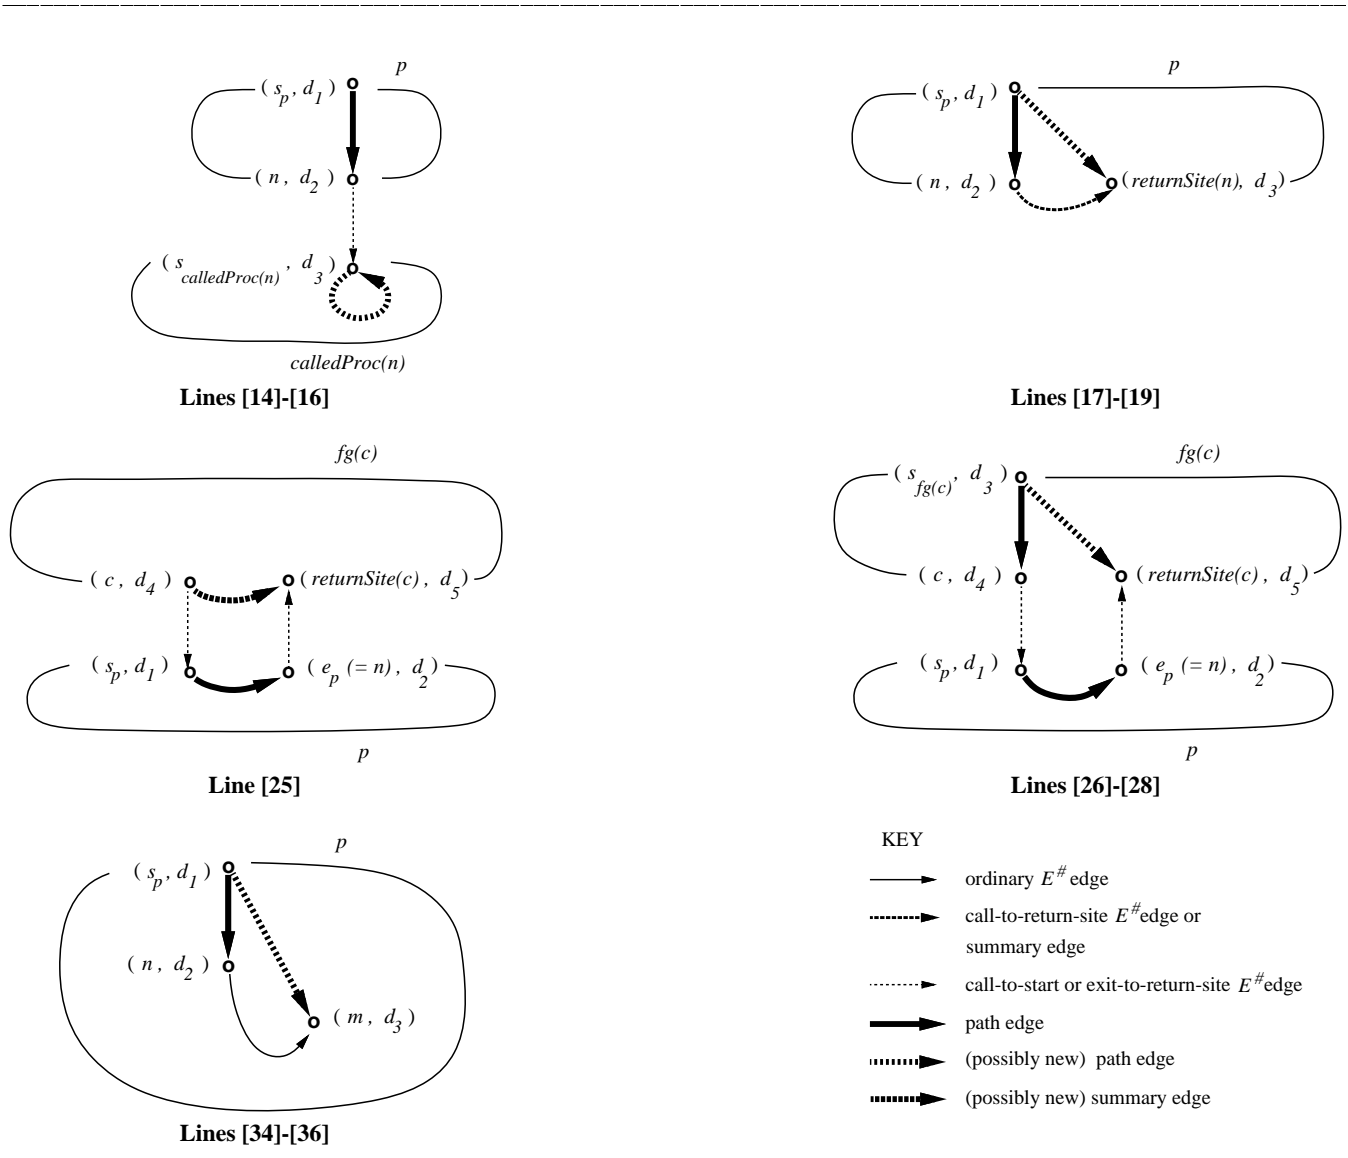 p
( s_p , d_1 )
( n , d_2 )
( s_calledProc(n) , d_3 )
calledProc(n)
Lines [14]-[16]
p
( s_p , d_1 )
( n , d_2 )
( returnSite(n), d_3 )
Lines [17]-[19]
fg(c)
( c , d_4 )
( returnSite(c) , d_5 )
( s_p , d_1 )
( e_p (= n) , d_2 )
p
Line [25]
fg(c)
( s_fg(c) , d_3 )
( c , d_4 )
( returnSite(c) , d_5 )
( s_p , d_1 )
( e_p (= n) , d_2 )
p
Lines [26]-[28]
p
( s_p , d_1 )
( n , d_2 )
( m , d_3 )
Lines [34]-[36]
KEY
ordinary E^# edge
call-to-return-site E^# edge or
summary edge
call-to-start or exit-to-return-site E^# edge
path edge
(possibly new) path edge
(possibly new) summary edge